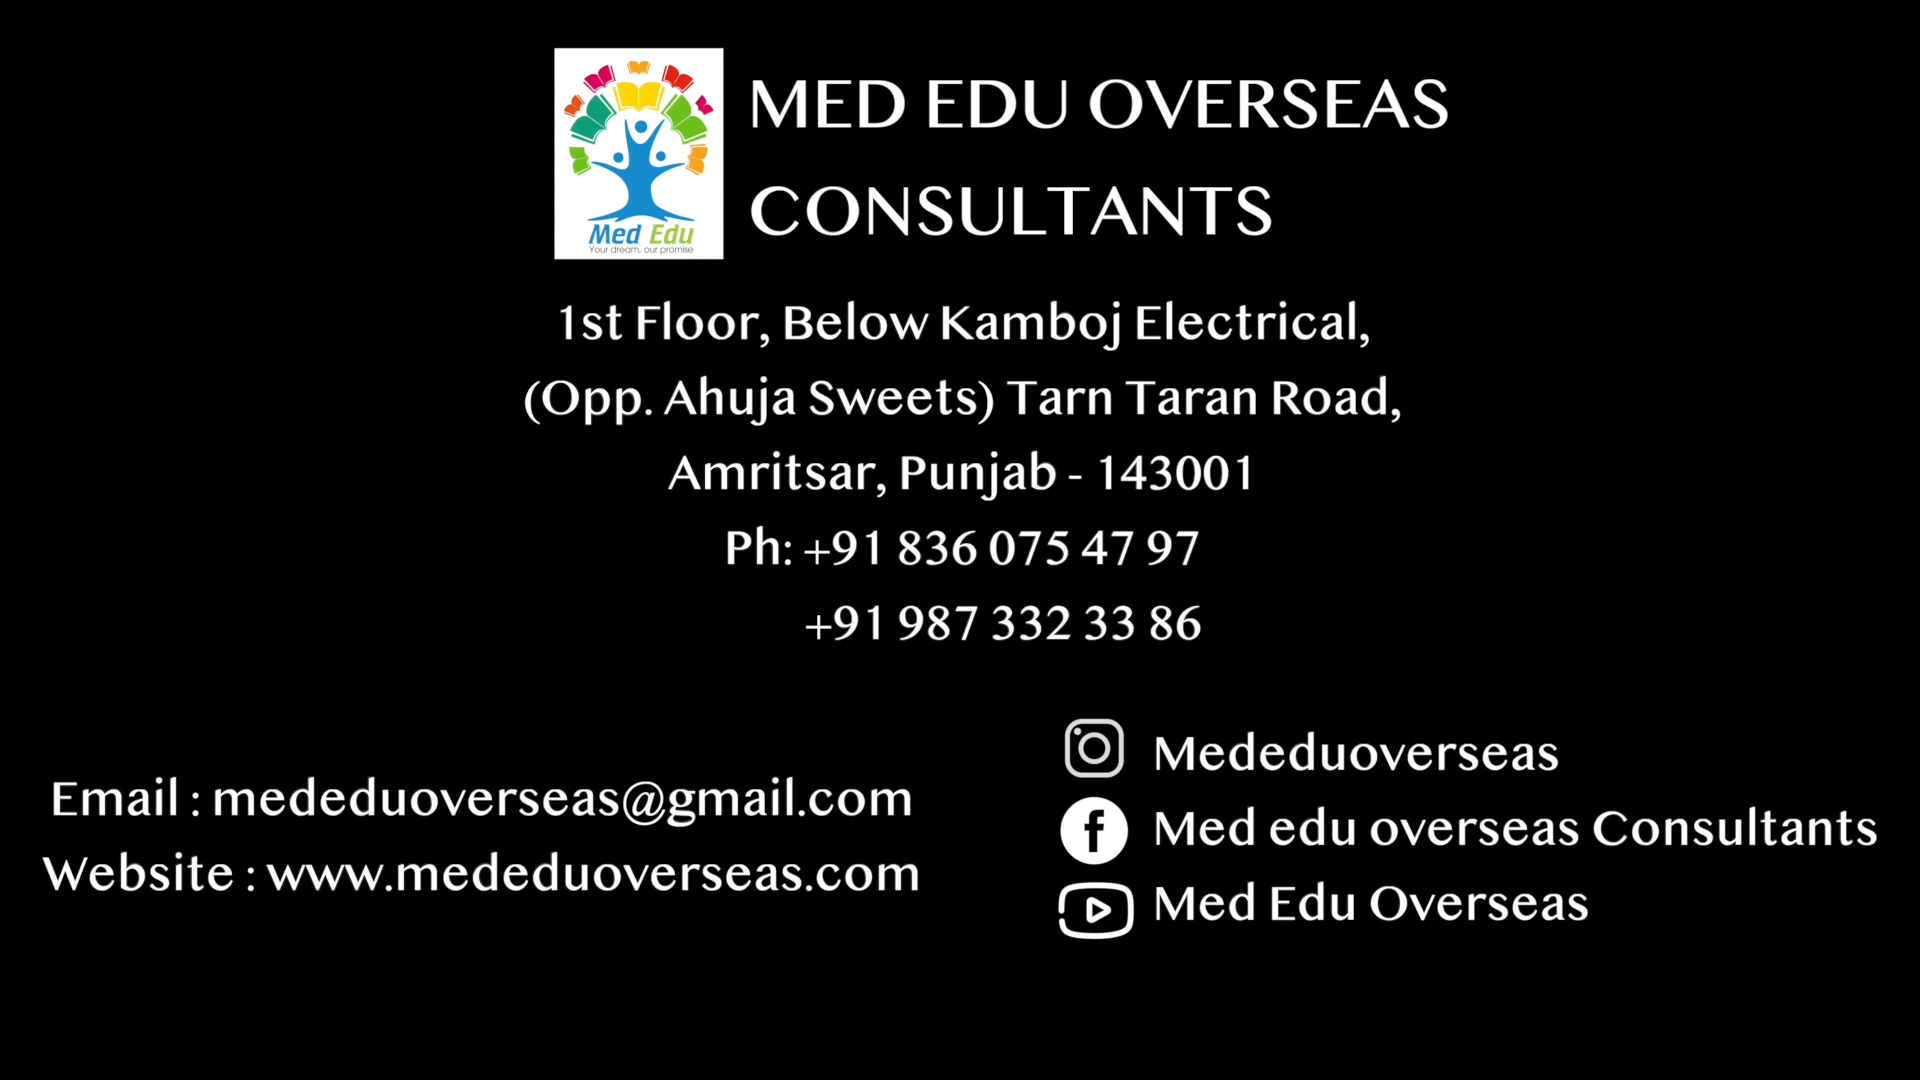 MED EDU OVERSEAS
CONSULTANTS
Med Edu
Your dream, our promise
1st Floor, Below Kamboj Electrical,
(Opp. Ahuja Sweets) Tarn Taran Road,
Amritsar, Punjab - 143001
Ph: +91 836 075 47 97
+91 987 332 33 86
Email : mededuoverseas@gmail.com
Website : www.mededuoverseas.com
Mededuoverseas
Med edu overseas Consultants
Med Edu Overseas